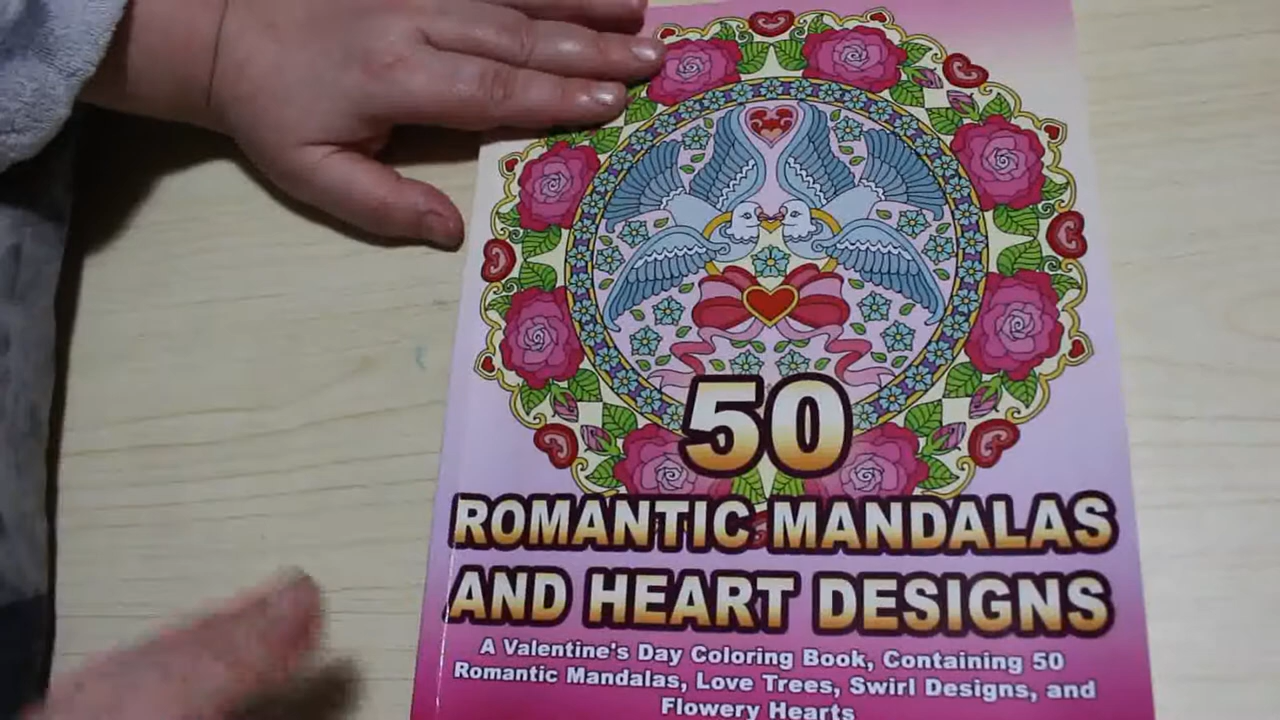 50
ROMANTIC MANDALAS
AND HEART DESIGNS
A Valentine's Day Coloring Book, Containing 50
Romantic Mandalas, Love Trees, Swirl Designs, and
Flowery Hearts